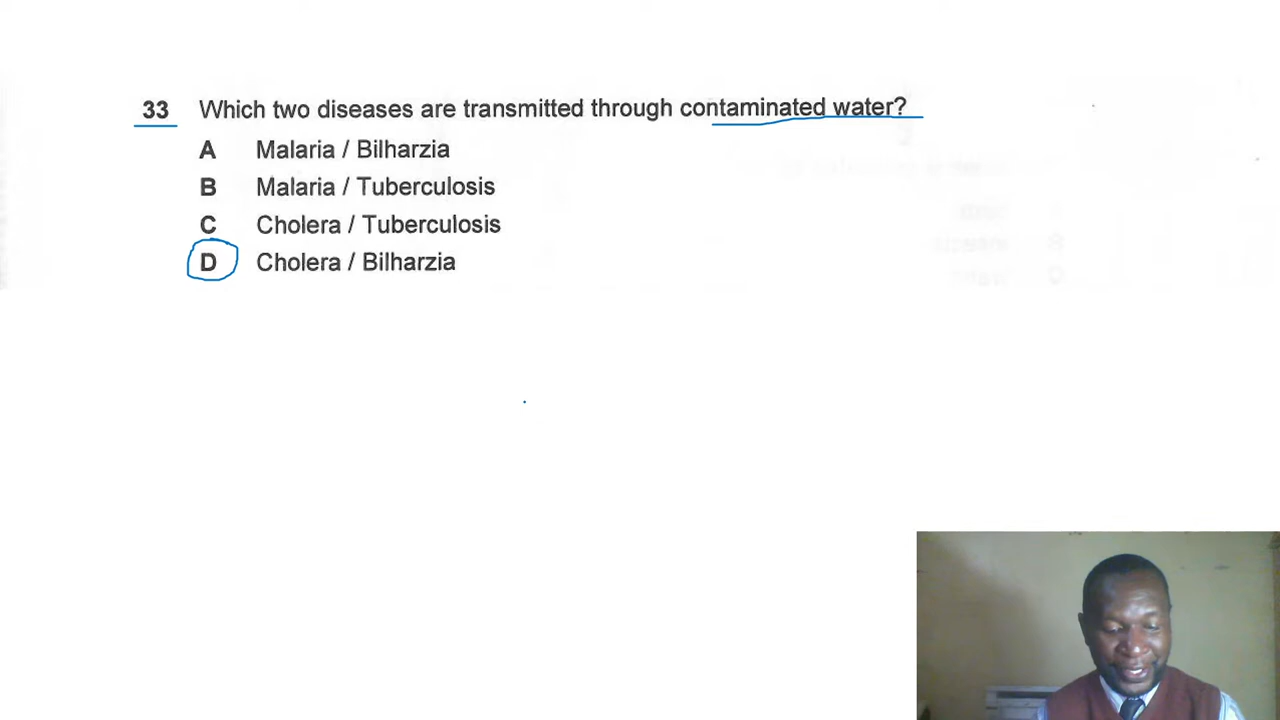 33 Which two diseases are transmitted through contaminated water?
A Malaria / Bilharzia
B Malaria / Tuberculosis
C Cholera / Tuberculosis
D Cholera / Bilharzia